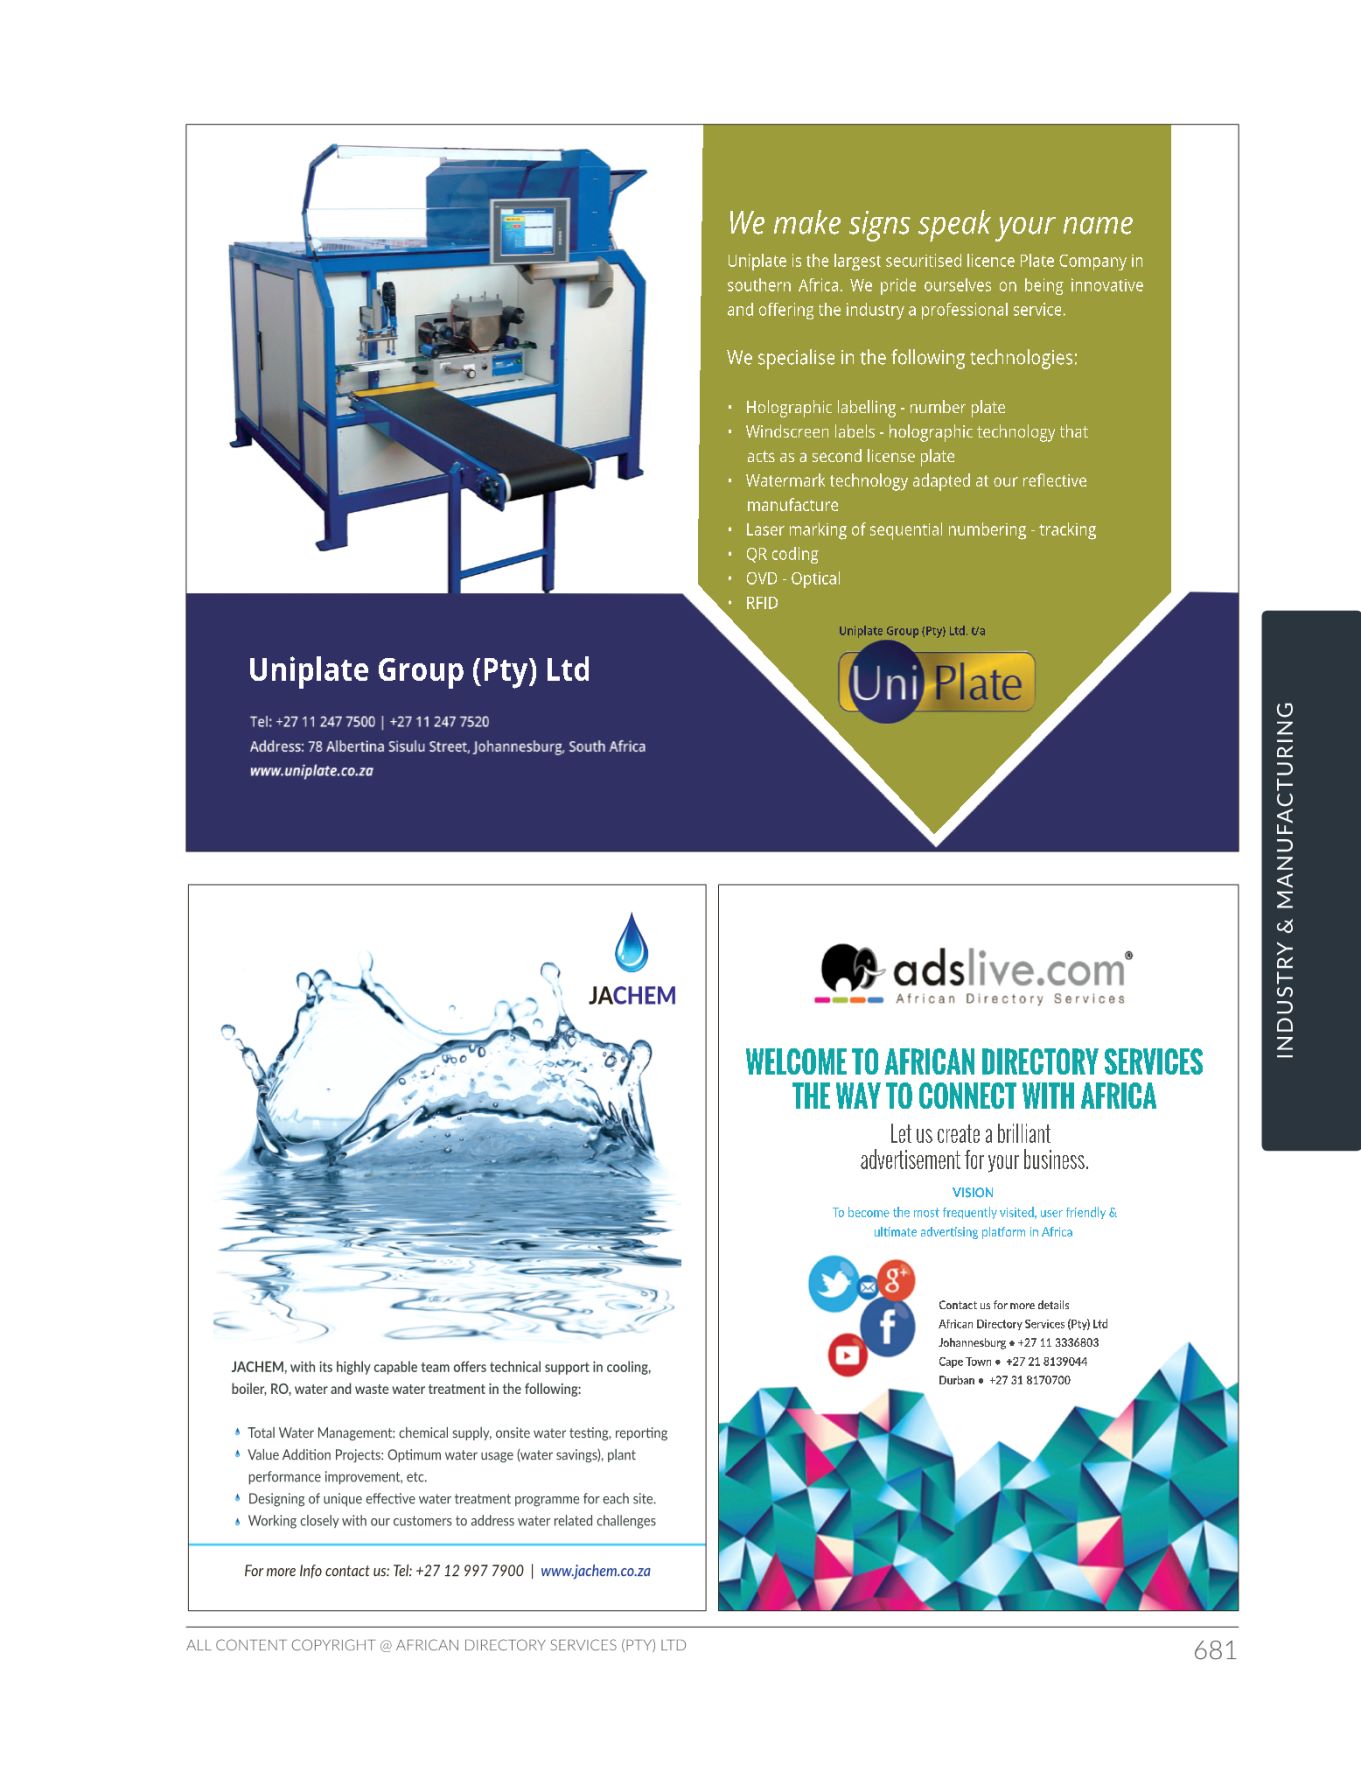 We make signs speak your name
Uniplate is the largest securitised licence Plate Company in
southern Africa. We pride ourselves on being innovative
and offering the industry a professional service.
We specialise in the following technologies:
• Holographic labelling - number plate
• Windscreen labels - holographic technology that
acts as a second license plate
• Watermark technology adapted at our reflective
manufacture
• Laser marking of sequential numbering - tracking
• QR coding
• OVD - Optical
• RFID
Uniplate Group (Pty) Ltd. t/a
Uni Plate
Uniplate Group (Pty) Ltd
Tel: +27 11 247 7500 | +27 11 247 7520
Address: 78 Albertina Sisulu Street, Johannesburg, South Africa
www.uniplate.co.za
INDUSTRY & MANUFACTURING
JACHEM
JACHEM, with its highly capable team offers technical support in cooling,
boiler, RO, water and waste water treatment in the following:
Total Water Management: chemical supply, onsite water testing, reporting
Value Addition Projects: Optimum water usage (water savings), plant
performance improvement, etc.
Designing of unique effective water treatment programme for each site.
Working closely with our customers to address water related challenges
For more Info contact us: Tel: +27 12 997 7900 | www.jachem.co.za
adslive.com®
African Directory Services
WELCOME TO AFRICAN DIRECTORY SERVICES
THE WAY TO CONNECT WITH AFRICA
Let us create a brilliant
advertisement for your business.
VISION
To become the most frequently visited, user friendly &
ultimate advertising platform in Africa
g+
f
Contact us for more details
African Directory Services (Pty) Ltd
Johannesburg • +27 11 3336803
Cape Town • +27 21 8139044
Durban • +27 31 8170700
ALL CONTENT COPYRIGHT @ AFRICAN DIRECTORY SERVICES (PTY) LTD
681